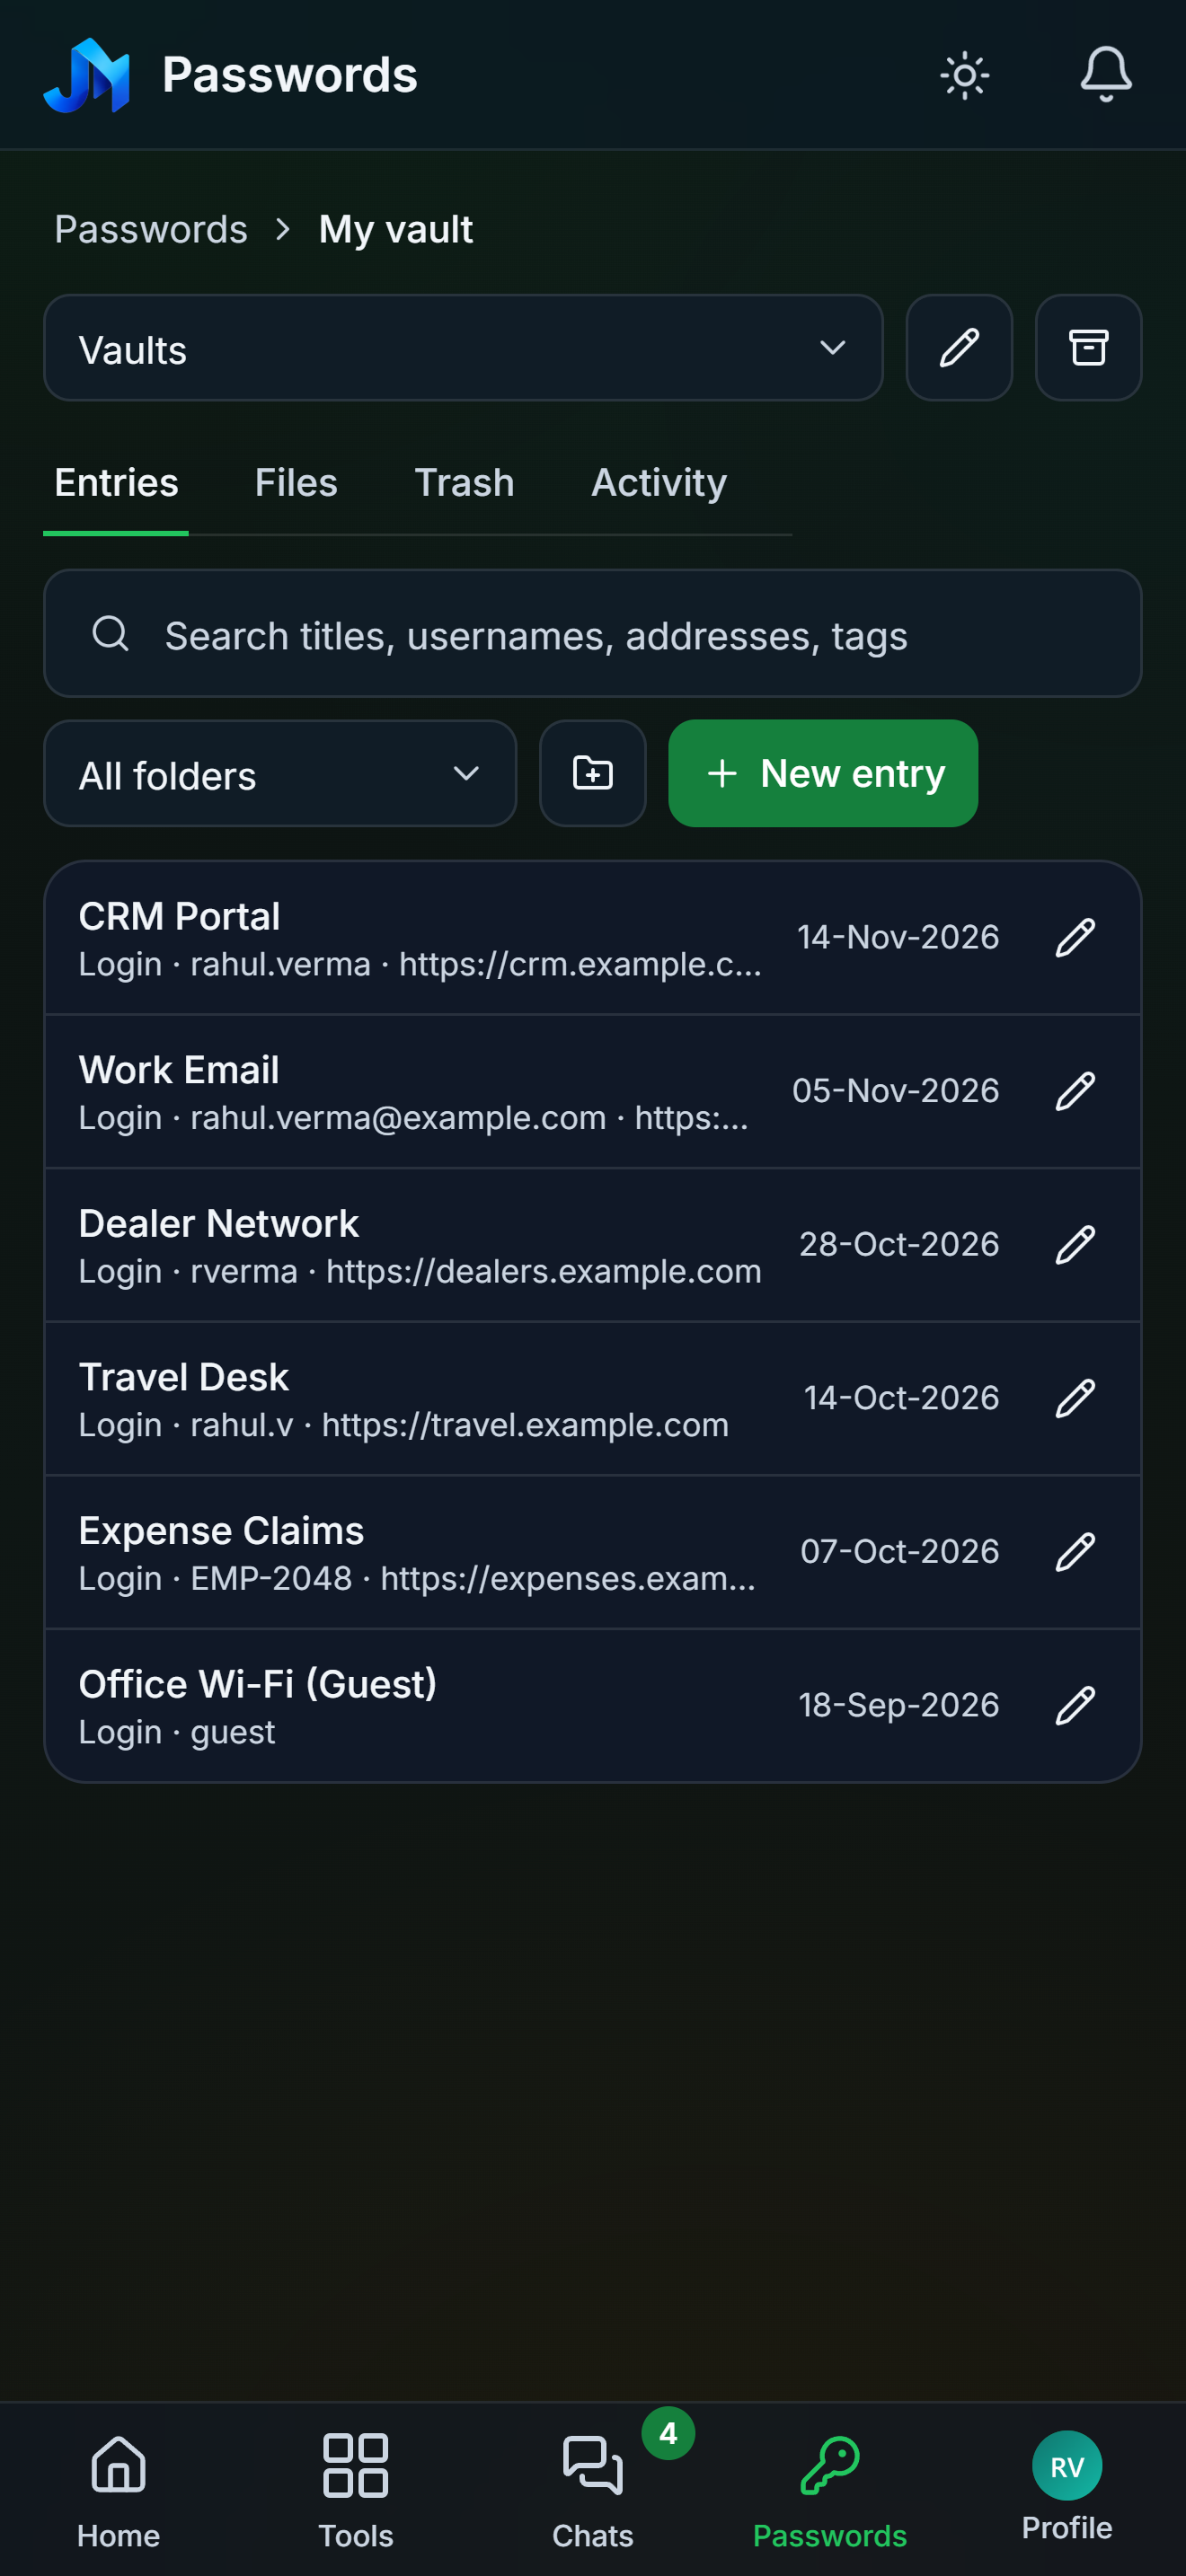 JM Passwords
Passwords > My vault
Vaults
Entries Files Trash Activity
Search titles, usernames, addresses, tags
All folders
+ New entry
CRM Portal
Login · rahul.verma · https://crm.example.c...
14-Nov-2026
Work Email
Login · rahul.verma@example.com · https:...
05-Nov-2026
Dealer Network
Login · rverma · https://dealers.example.com
28-Oct-2026
Travel Desk
Login · rahul.v · https://travel.example.com
14-Oct-2026
Expense Claims
Login · EMP-2048 · https://expenses.exam...
07-Oct-2026
Office Wi-Fi (Guest)
Login · guest
18-Sep-2026
4
RV
Home Tools Chats Passwords Profile